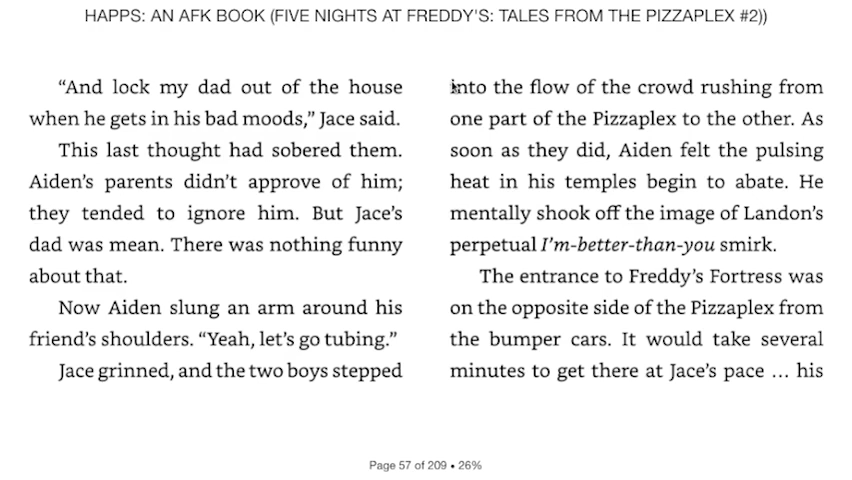 HAPPS: AN AFK BOOK (FIVE NIGHTS AT FREDDY'S: TALES FROM THE PIZZAPLEX #2))
“And lock my dad out of the house
when he gets in his bad moods,” Jace said.
This last thought had sobered them.
Aiden’s parents didn’t approve of him;
they tended to ignore him. But Jace’s
dad was mean. There was nothing funny
about that.
Now Aiden slung an arm around his
friend’s shoulders. “Yeah, let’s go tubing.”
Jace grinned, and the two boys stepped
into the flow of the crowd rushing from
one part of the Pizzaplex to the other. As
soon as they did, Aiden felt the pulsing
heat in his temples begin to abate. He
mentally shook off the image of Landon’s
perpetual I’m-better-than-you smirk.
The entrance to Freddy’s Fortress was
on the opposite side of the Pizzaplex from
the bumper cars. It would take several
minutes to get there at Jace’s pace … his
Page 57 of 209 • 26%